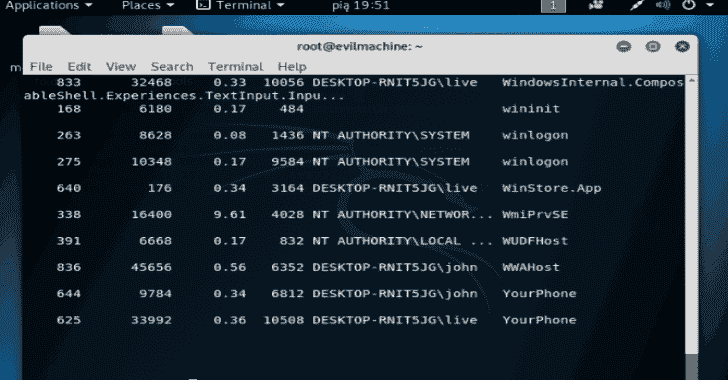 Applications Places Terminal pią 19:51 1
root@evilmachine: ~
File Edit View Search Terminal Help
833 32468 0.33 10056 DESKTOP-RNIT5JG\live WindowsInternal.Compos
ableShell.Experiences.TextInput.Inpu...
168 6180 0.17 484 wininit
263 8628 0.08 1436 NT AUTHORITY\SYSTEM winlogon
275 10348 0.17 9584 NT AUTHORITY\SYSTEM winlogon
640 176 0.34 3164 DESKTOP-RNIT5JG\live WinStore.App
338 16400 9.61 4028 NT AUTHORITY\NETWOR... WmiPrvSE
391 6668 0.17 832 NT AUTHORITY\LOCAL ... WUDFHost
836 45656 0.56 6352 DESKTOP-RNIT5JG\john WWAHost
644 9784 0.34 6812 DESKTOP-RNIT5JG\john YourPhone
625 33992 0.36 10508 DESKTOP-RNIT5JG\live YourPhone